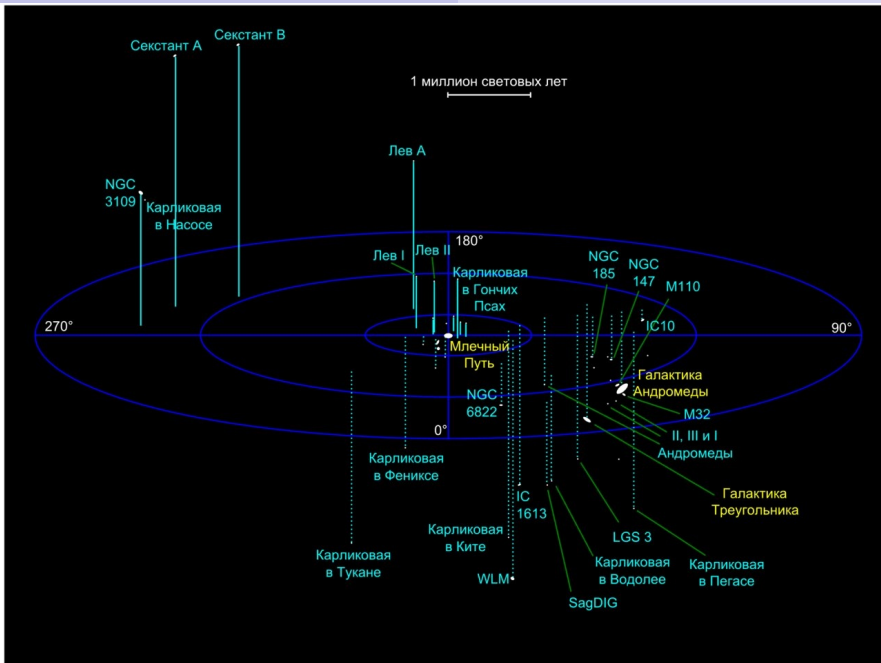 Секстант А
Секстант В
1 миллион световых лет
Лев А
NGC
3109
Карликовая
в Насосе
180°
Лев I
Лев II
Карликовая
в Гончих
Псах
NGC
185
NGC
147
M110
IC10
270°
90°
Млечный
Путь
Галактика
Андромеды
NGC
6822
M32
0°
II, III и I
Андромеды
Карликовая
в Фениксе
Галактика
Треугольника
IC
1613
Карликовая
в Ките
LGS 3
Карликовая
в Тукане
Карликовая
в Водолее
Карликовая
в Пегасе
WLM
SagDIG